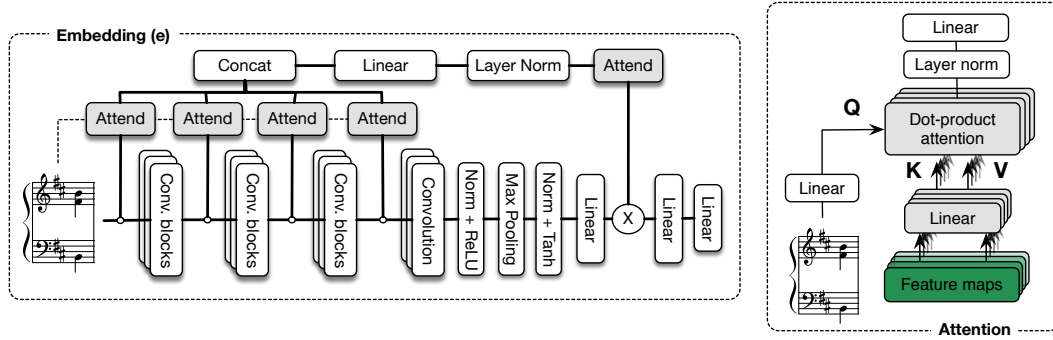 Embedding (e)
Concat
Linear
Layer Norm
Attend
Attend
Attend
Attend
Attend
Conv. blocks
Conv. blocks
Conv. blocks
Convolution
Norm + ReLU
Max Pooling
Norm + Tanh
Linear
X
Linear
Linear
Linear
Layer norm
Q
Dot-product
attention
K
V
Linear
Linear
Feature maps
Attention